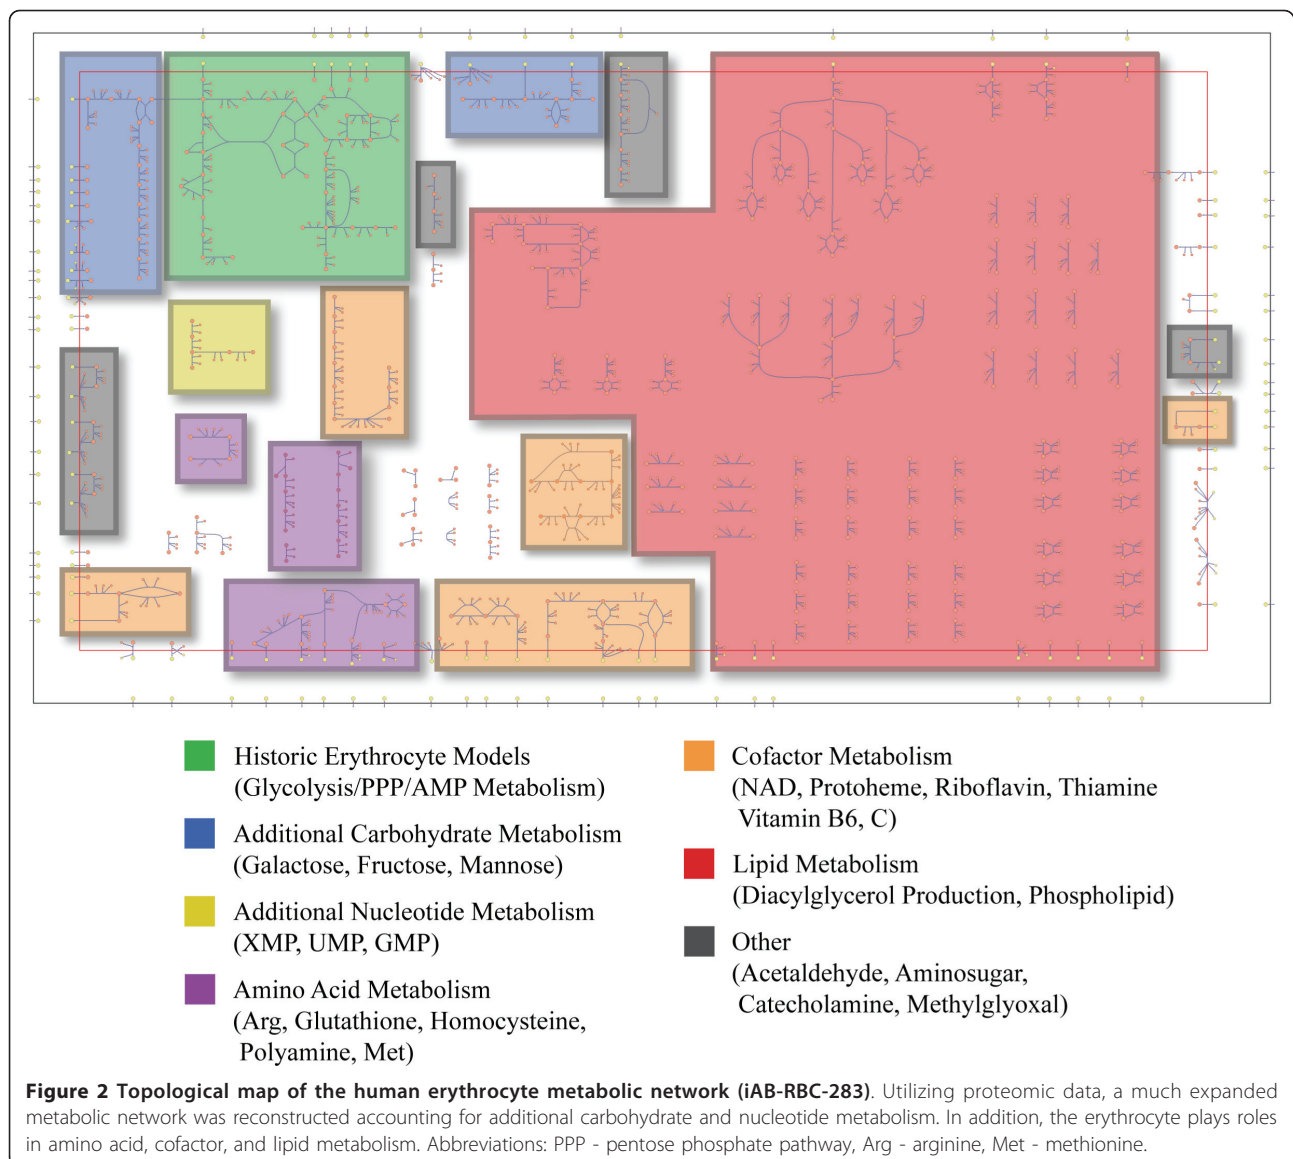 Historic Erythrocyte Models
(Glycolysis/PPP/AMP Metabolism)
Additional Carbohydrate Metabolism
(Galactose, Fructose, Mannose)
Additional Nucleotide Metabolism
(XMP, UMP, GMP)
Amino Acid Metabolism
(Arg, Glutathione, Homocysteine,
Polyamine, Met)
Cofactor Metabolism
(NAD, Protoheme, Riboflavin, Thiamine
Vitamin B6, C)
Lipid Metabolism
(Diacylglycerol Production, Phospholipid)
Other
(Acetaldehyde, Aminosugar,
Catecholamine, Methylglyoxal)
Figure 2 Topological map of the human erythrocyte metabolic network (iAB-RBC-283). Utilizing proteomic data, a much expanded
metabolic network was reconstructed accounting for additional carbohydrate and nucleotide metabolism. In addition, the erythrocyte plays roles
in amino acid, cofactor, and lipid metabolism. Abbreviations: PPP - pentose phosphate pathway, Arg - arginine, Met - methionine.